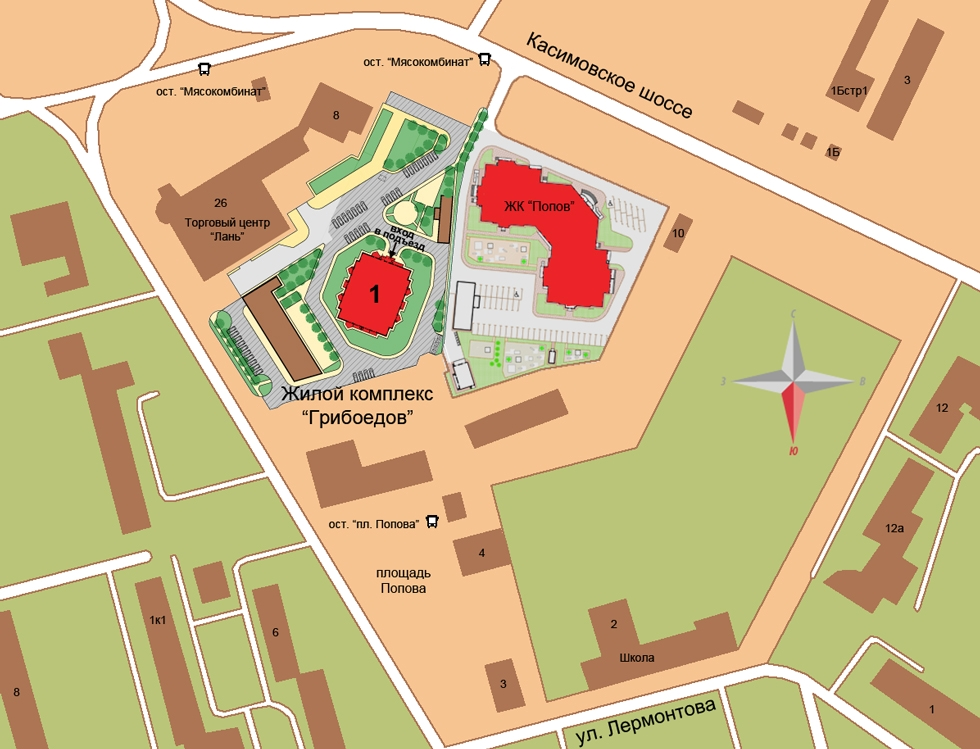 Касимовское шоссе
ост. "Мясокомбинат"
ост. "Мясокомбинат"
1Бстр1
3
1Б
8
26
Торговый центр
"Лань"
ЖК "Попов"
10
вход
в подъезд
1
Жилой комплекс
"Грибоедов"
С
З
В
Ю
12
12а
ост. "пл. Попова"
4
площадь
Попова
1к1
6
8
2
Школа
3
1
ул. Лермонтова